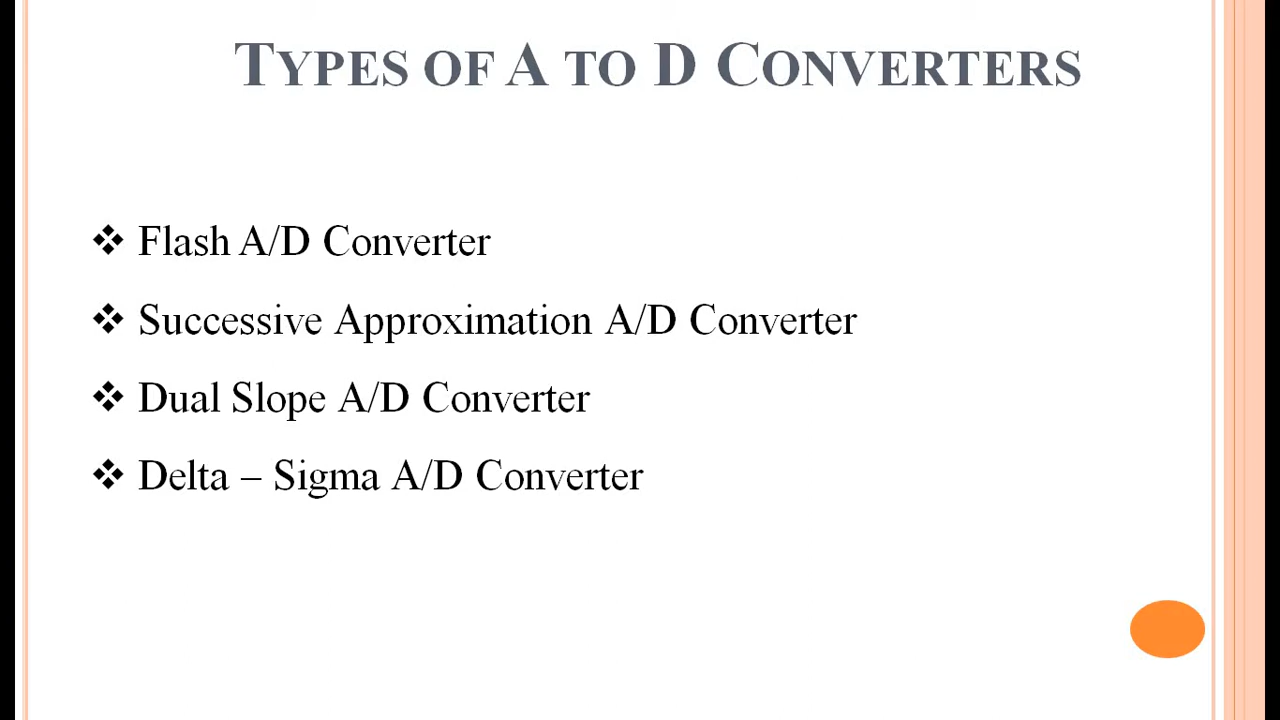 TYPES OF A TO D CONVERTERS
❖ Flash A/D Converter
❖ Successive Approximation A/D Converter
❖ Dual Slope A/D Converter
❖ Delta – Sigma A/D Converter